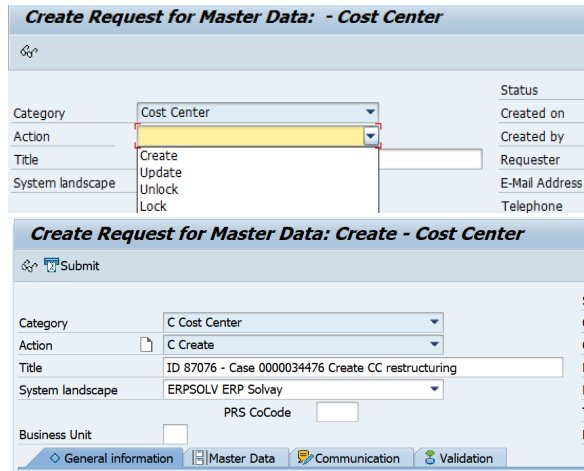 Create Request for Master Data: - Cost Center
Status
Category Cost Center Created on
Action Created by
Title Create Requester
Update
System landscape Unlock E-Mail Address
Lock Telephone
Create Request for Master Data: Create - Cost Center
Submit
Category C Cost Center
Action C Create
Title ID 87076 - Case 0000034476 Create CC restructuring
System landscape ERPSOLV ERP Solvay
PRS CoCode
Business Unit
General information Master Data Communication Validation